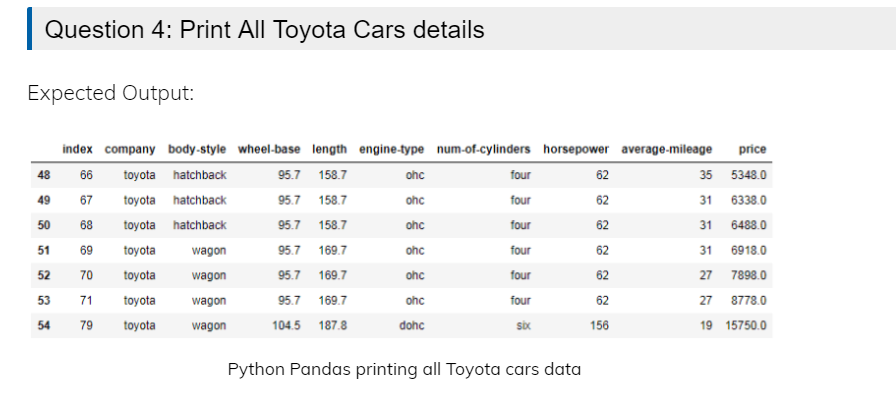 Question 4: Print All Toyota Cars details
Expected Output:
index company body-style wheel-base length engine-type num-of-cylinders horsepower average-mileage price
48 66 toyota hatchback 95.7 158.7 ohc four 62 35 5348.0
49 67 toyota hatchback 95.7 158.7 ohc four 62 31 6338.0
50 68 toyota hatchback 95.7 158.7 ohc four 62 31 6488.0
51 69 toyota wagon 95.7 169.7 ohc four 62 31 6918.0
52 70 toyota wagon 95.7 169.7 ohc four 62 27 7898.0
53 71 toyota wagon 95.7 169.7 ohc four 62 27 8778.0
54 79 toyota wagon 104.5 187.8 dohc six 156 19 15750.0
Python Pandas printing all Toyota cars data